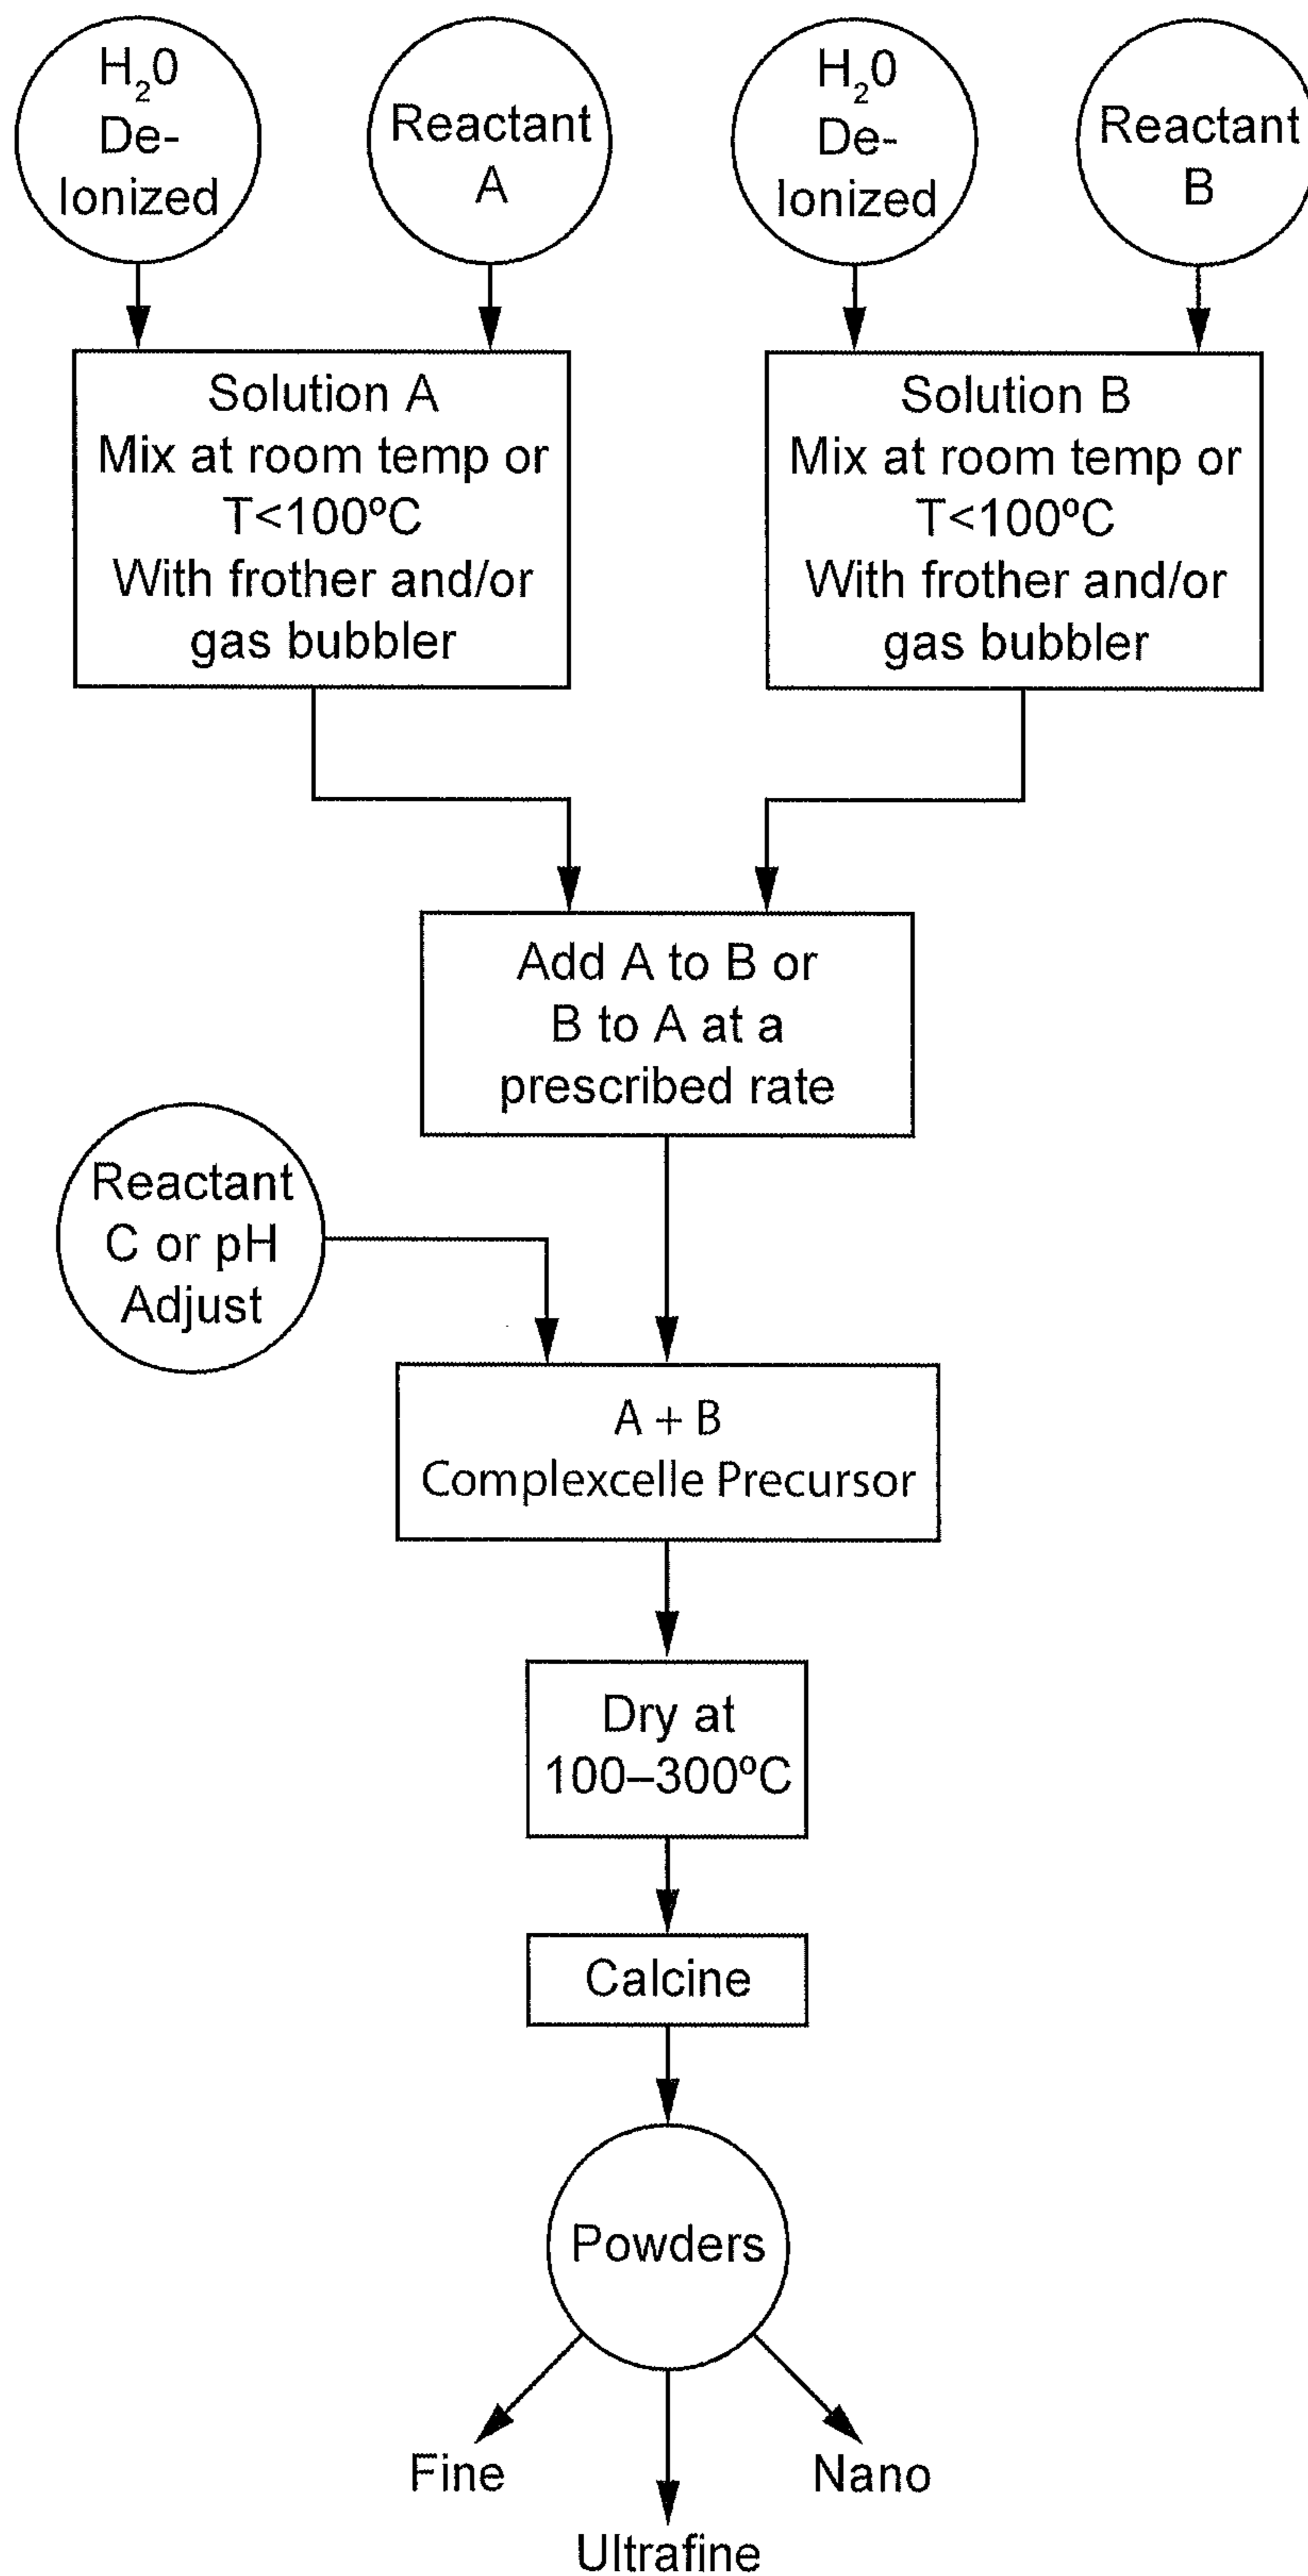 H₂0
De-
Ionized
Reactant
A
H₂0
De-
Ionized
Reactant
B
Solution A
Mix at room temp or
T<100ºC
With frother and/or
gas bubbler
Solution B
Mix at room temp or
T<100ºC
With frother and/or
gas bubbler
Add A to B or
B to A at a
prescribed rate
Reactant
C or pH
Adjust
A + B
Complexcelle Precursor
Dry at
100–300ºC
Calcine
Powders
Fine
Nano
Ultrafine